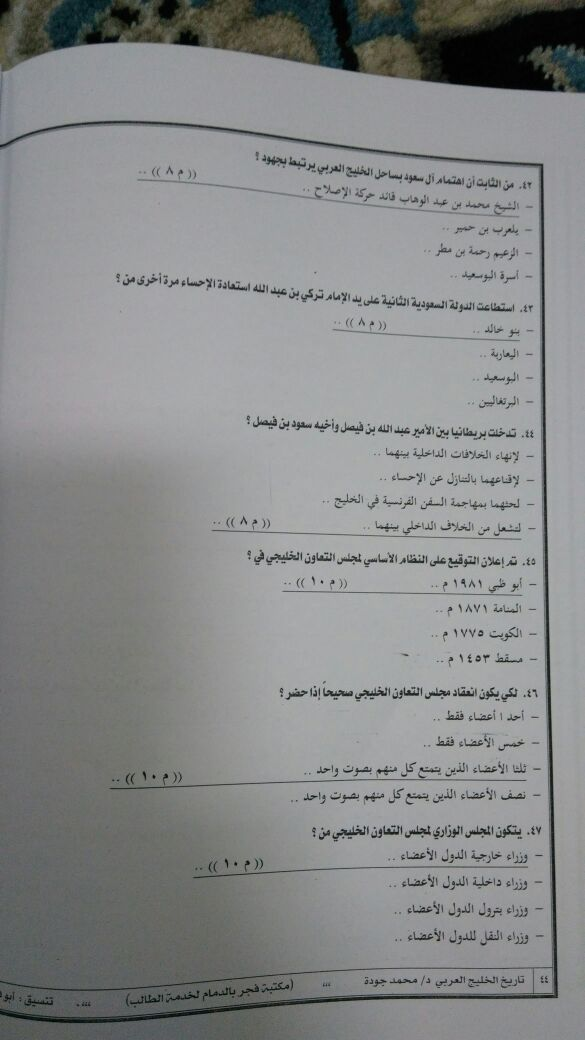 ٤٢. من الثابت أن اهتمام آل سعود بساحل الخليج العربي يرتبط بجهود ؟
– الشيخ محمد بن عبد الوهاب قائد حركة الإصلاح .. (( م ٨ )) ..
– يلعرب بن حمير ..
– الزعيم رحمة بن مطر ..
– أسرة البوسعيد ..
٤٣. استطاعت الدولة السعودية الثانية على يد الإمام تركي بن عبد الله استعادة الإحساء مرة أخرى من ؟
– بنو خالد .. (( م ٨ )) ..
– اليعاربة ..
– البوسعيد ..
– البرتغاليين ..
٤٤. تدخلت بريطانيا بين الأمير عبد الله بن فيصل وأخيه سعود بن فيصل ؟
– لإنهاء الخلافات الداخلية بينهما ..
– لإقناعهما بالتنازل عن الإحساء ..
– لحثهما بمهاجمة السفن الفرنسية في الخليج ..
– لتشعل من الخلاف الداخلي بينهما .. (( م ٨ )) ..
٤٥. تم إعلان التوقيع على النظام الأساسي لمجلس التعاون الخليجي في ؟
– أبو ظبي ١٩٨١ م .. (( م ١٠ )) ..
– المنامة ١٨٧١ م ..
– الكويت ١٧٧٥ م ..
– مسقط ١٤٥٣ م ..
٤٦. لكي يكون انعقاد مجلس التعاون الخليجي صحيحاً إذا حضر ؟
– أحد ا أعضاء فقط ..
– خمس الأعضاء فقط ..
– ثلثا الأعضاء الذين يتمتع كل منهم بصوت واحد .. (( م ١٠ )) ..
– نصف الأعضاء الذين يتمتع كل منهم بصوت واحد ..
٤٧. يتكون المجلس الوزاري لمجلس التعاون الخليجي من ؟
– وزراء خارجية الدول الأعضاء .. (( م ١٠ )) ..
– وزراء داخلية الدول الأعضاء ..
– وزراء بترول الدول الأعضاء ..
– وزراء النقل للدول الأعضاء ..
٤٤ تاريخ الخليج العربي د/ محمد جودة ،،، (مكتبة فجر بالدمام لخدمة الطالب) ،،، تنسيق : أبو